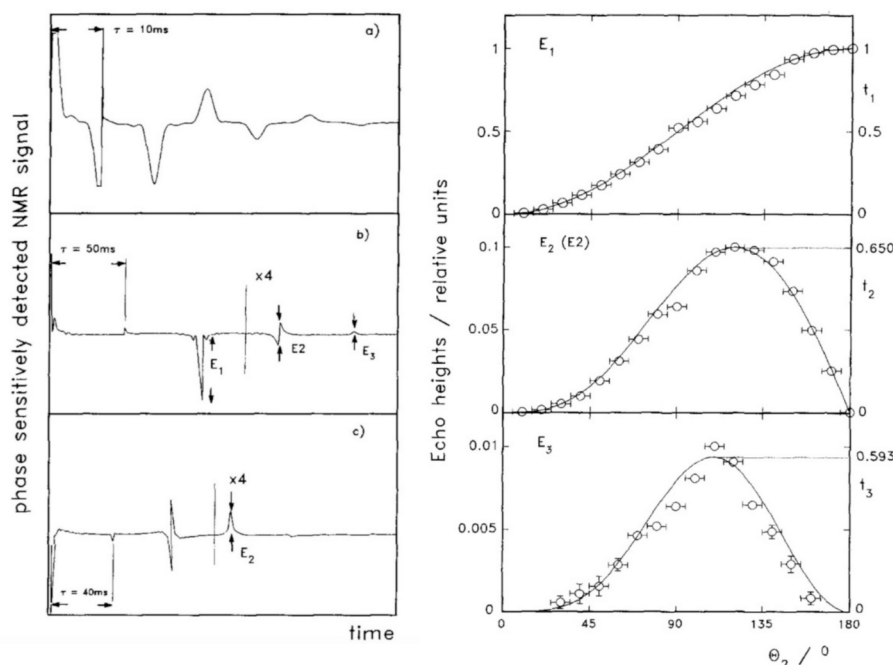 phase sensitively detected NMR signal
τ = 10ms
a)
τ = 50ms
b)
x4
E1
E2
E3
c)
x4
E2
τ = 40ms
time
Echo heights / relative units
E1
1
0.5
0
1
t1
0.5
0
E2 (E2)
0.1
0.05
0
0.650
t2
0
E3
0.01
0.005
0
0.593
t3
0
0 45 90 135 180
Θ2 / 0